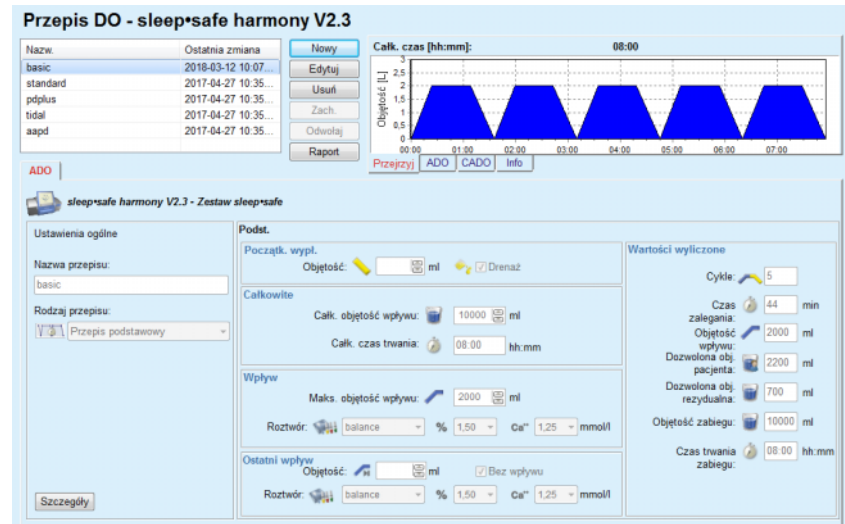 Przepis DO - sleep•safe harmony V2.3
Nazw. Ostatnia zmiana
basic 2018-03-12 10:07...
standard 2017-04-27 10:35...
pdplus 2017-04-27 10:35...
tidal 2017-04-27 10:35...
aapd 2017-04-27 10:35...
Nowy
Edytuj
Usuń
Zach.
Odwołaj
Raport
Całk. czas [hh:mm]: 08:00
Objętość [L]
3
2,5
2
1,5
1
0,5
0
00:00 01:00 02:00 03:00 04:00 05:00 06:00 07:00
Przejrzyj ADO CADO Info
ADO
sleep•safe harmony V2.3 - Zestaw sleep•safe
Ustawienia ogólne
Nazwa przepisu:
basic
Rodzaj przepisu:
Przepis podstawowy
Szczegóły
Podst.
Początk. wypł.
Objętość: ml Drenaż
Całkowite
Całk. objętość wpływu: 10000 ml
Całk. czas trwania: 08:00 hh:mm
Wpływ
Maks. objętość wpływu: 2000 ml
Roztwór: balance % 1,50 Ca⁺⁺ 1,25 mmol/l
Ostatni wpływ
Objętość: ml Bez wpływu
Roztwór: balance % 1,50 Ca⁺⁺ 1,25 mmol/l
Wartości wyliczone
Cykle: 5
Czas zalegania: 44 min
Objętość wpływu: 2000 ml
Dozwolona obj. pacjenta: 2200 ml
Dozwolona obj. rezydualna: 700 ml
Objętość zabiegu: 10000 ml
Czas trwania zabiegu: 08:00 hh:mm